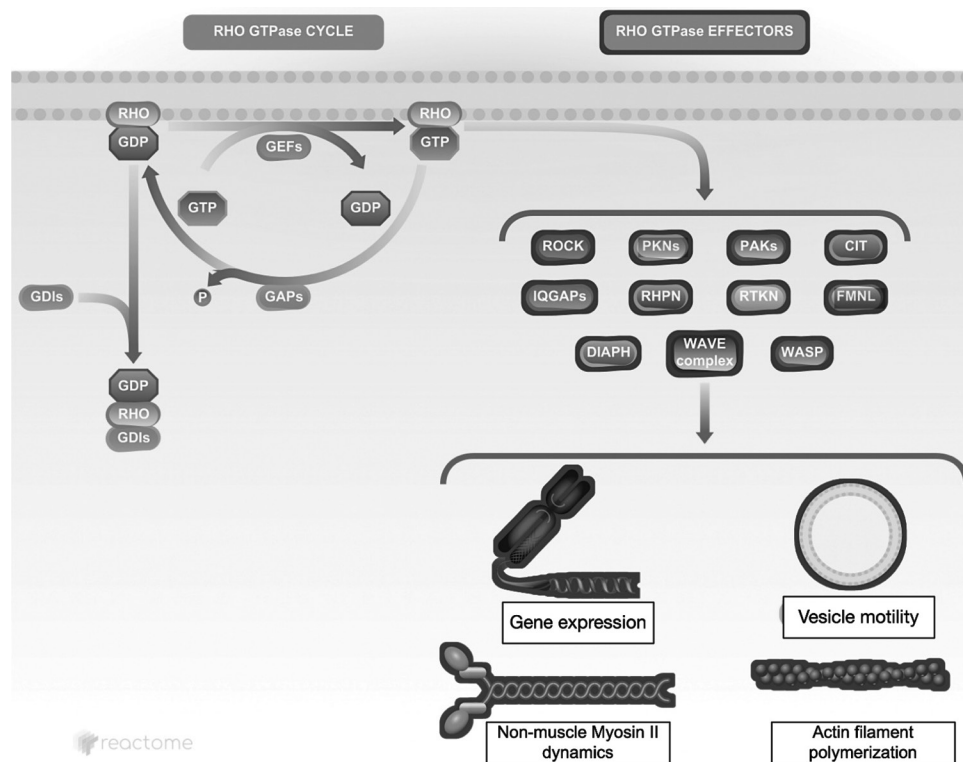 RHO GTPase CYCLE
RHO GTPase EFFECTORS
RHO
GDP
GEFs
RHO
GTP
GTP
GDP
P
GAPs
GDIs
GDP
RHO
GDIs
ROCK
PKNs
PAKs
CIT
IQGAPs
RHPN
RTKN
FMNL
DIAPH
WAVE
complex
WASP
Gene expression
Vesicle motility
Non-muscle Myosin II
dynamics
Actin filament
polymerization
reactome